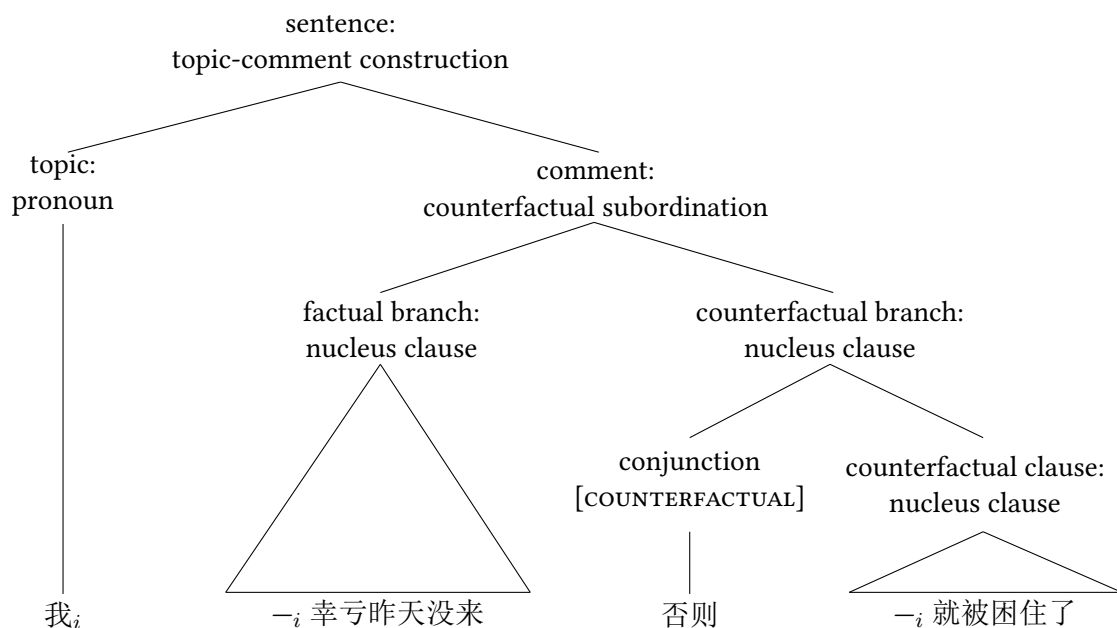 sentence:
topic-comment construction
topic:
pronoun
comment:
counterfactual subordination
factual branch:
nucleus clause
counterfactual branch:
nucleus clause
conjunction
[COUNTERFACTUAL]
counterfactual clause:
nucleus clause
我i
–i 幸亏昨天没来
否则
–i 就被困住了